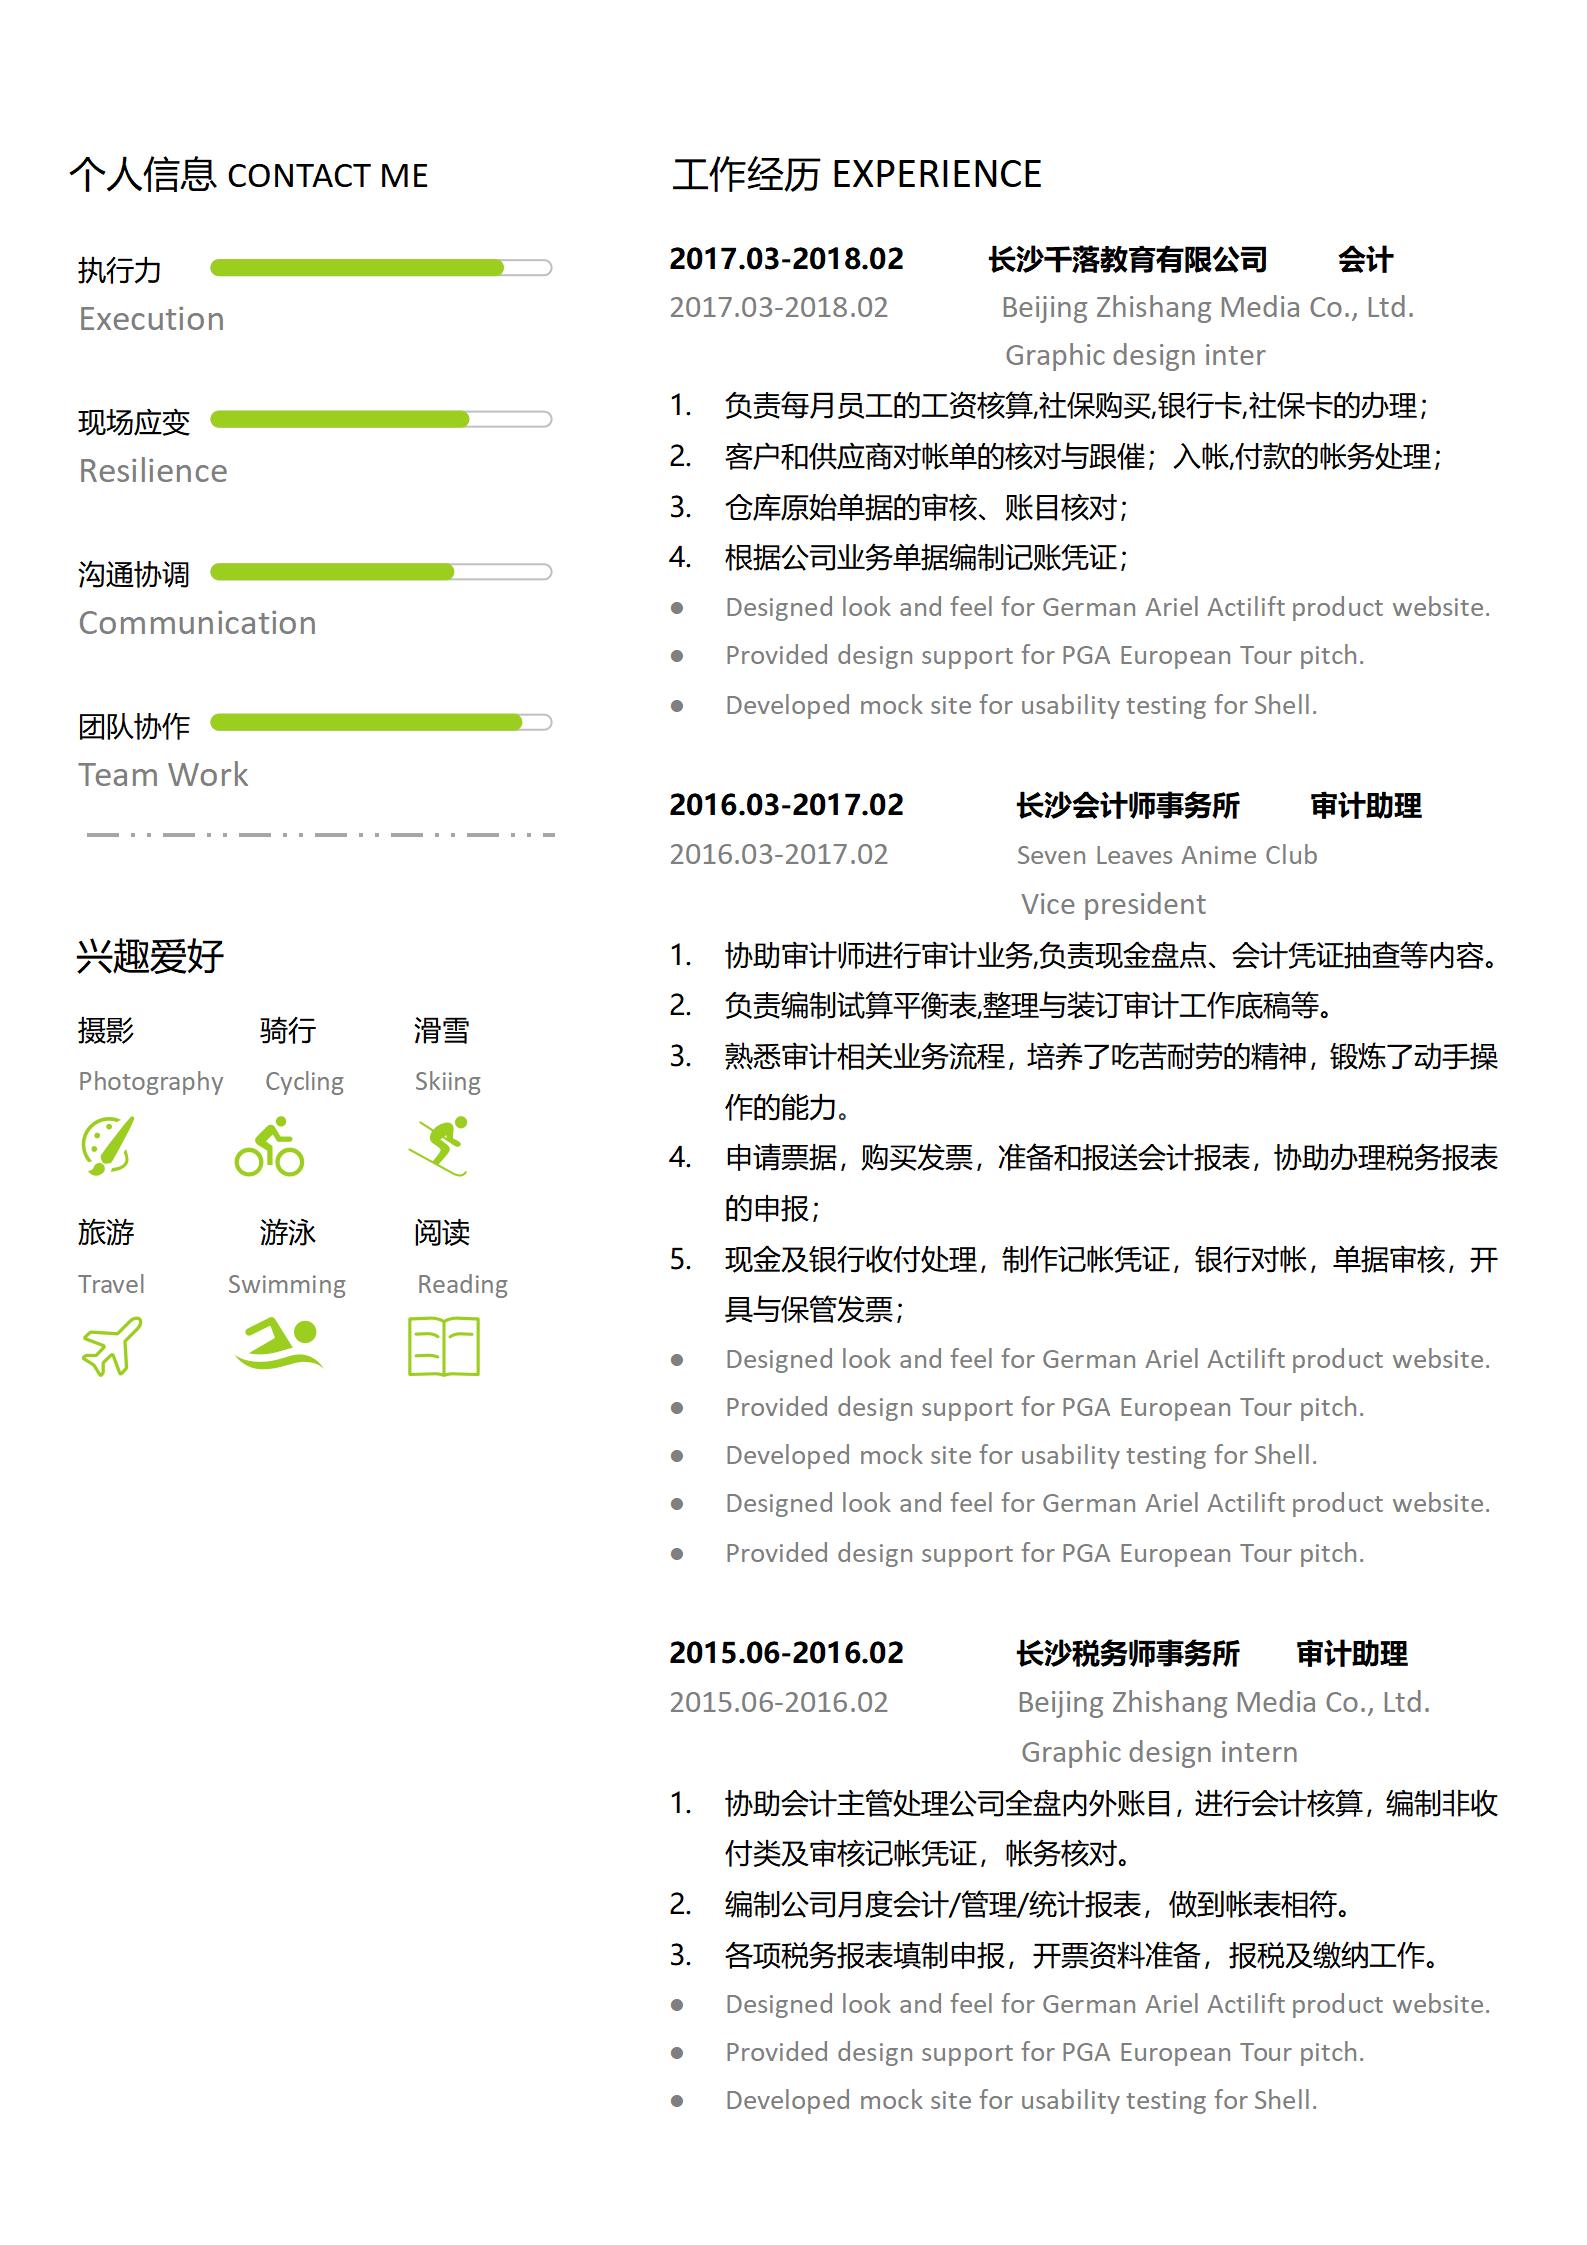 个人信息 CONTACT ME
执行力
Execution
现场应变
Resilience
沟通协调
Communication
团队协作
Team Work
兴趣爱好
摄影 骑行 滑雪
Photography Cycling Skiing
旅游 游泳 阅读
Travel Swimming Reading
工作经历 EXPERIENCE
2017.03-2018.02 长沙千落教育有限公司 会计
2017.03-2018.02 Beijing Zhishang Media Co., Ltd.
Graphic design inter
1. 负责每月员工的工资核算,社保购买,银行卡,社保卡的办理；
2. 客户和供应商对帐单的核对与跟催；入帐,付款的帐务处理；
3. 仓库原始单据的审核、账目核对；
4. 根据公司业务单据编制记账凭证；
● Designed look and feel for German Ariel Actilift product website.
● Provided design support for PGA European Tour pitch.
● Developed mock site for usability testing for Shell.
2016.03-2017.02 长沙会计师事务所 审计助理
2016.03-2017.02 Seven Leaves Anime Club
Vice president
1. 协助审计师进行审计业务,负责现金盘点、会计凭证抽查等内容。
2. 负责编制试算平衡表,整理与装订审计工作底稿等。
3. 熟悉审计相关业务流程，培养了吃苦耐劳的精神，锻炼了动手操
作的能力。
4. 申请票据，购买发票，准备和报送会计报表，协助办理税务报表
的申报；
5. 现金及银行收付处理，制作记帐凭证，银行对帐，单据审核，开
具与保管发票；
● Designed look and feel for German Ariel Actilift product website.
● Provided design support for PGA European Tour pitch.
● Developed mock site for usability testing for Shell.
● Designed look and feel for German Ariel Actilift product website.
● Provided design support for PGA European Tour pitch.
2015.06-2016.02 长沙税务师事务所 审计助理
2015.06-2016.02 Beijing Zhishang Media Co., Ltd.
Graphic design intern
1. 协助会计主管处理公司全盘内外账目，进行会计核算，编制非收
付类及审核记帐凭证，帐务核对。
2. 编制公司月度会计/管理/统计报表，做到帐表相符。
3. 各项税务报表填制申报，开票资料准备，报税及缴纳工作。
● Designed look and feel for German Ariel Actilift product website.
● Provided design support for PGA European Tour pitch.
● Developed mock site for usability testing for Shell.